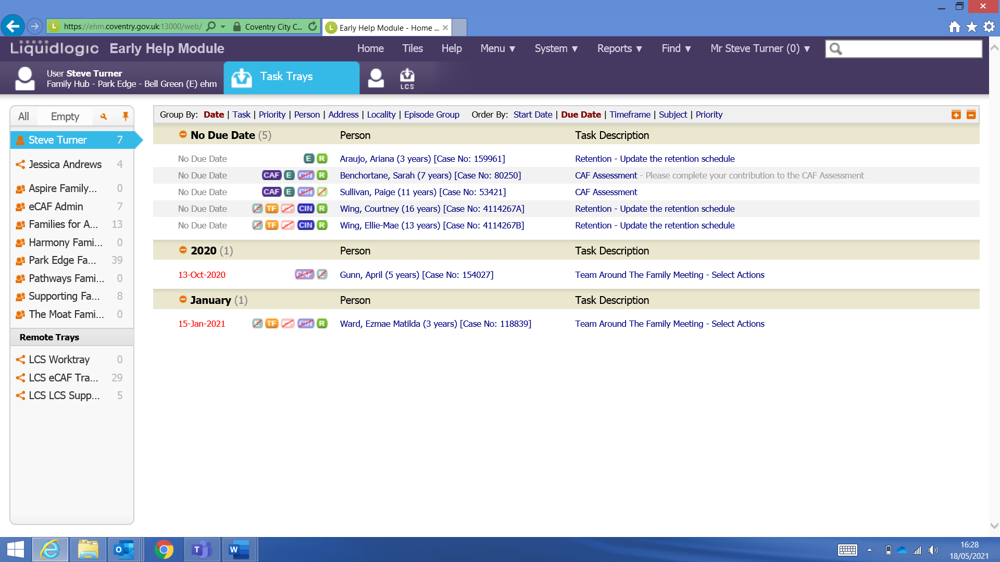 https://ehm.coventry.gov.uk:13000/web/ Coventry City C... Early Help Module - Home ...
Liquidlogic Early Help Module Home Tiles Help Menu ▼ System ▼ Reports ▼ Find ▼ Mr Steve Turner (0) ▼
User Steve Turner
Family Hub - Park Edge - Bell Green (E) ehm
Task Trays
LCS
All Empty
Steve Turner 7
Jessica Andrews 4
Aspire Family... 0
eCAF Admin 7
Families for A... 13
Harmony Fami... 0
Park Edge Fa... 39
Pathways Fami... 0
Supporting Fa... 8
The Moat Fami... 0
Remote Trays
LCS Worktray 0
LCS eCAF Tra... 29
LCS LCS Supp... 5
Group By: Date | Task | Priority | Person | Address | Locality | Episode Group Order By: Start Date | Due Date | Timeframe | Subject | Priority
No Due Date (5) Person Task Description
No Due Date E R Araujo, Ariana (3 years) [Case No: 159961] Retention - Update the retention schedule
No Due Date CAF E CIN R Benchortane, Sarah (7 years) [Case No: 80250] CAF Assessment - Please complete your contribution to the CAF Assessment
No Due Date CAF E CIN Sullivan, Paige (11 years) [Case No: 53421] CAF Assessment
No Due Date E TF CIN R Wing, Courtney (16 years) [Case No: 4114267A] Retention - Update the retention schedule
No Due Date E TF CIN R Wing, Ellie-Mae (13 years) [Case No: 4114267B] Retention - Update the retention schedule
2020 (1) Person Task Description
13-Oct-2020 CAF E Gunn, April (5 years) [Case No: 154027] Team Around The Family Meeting - Select Actions
January (1) Person Task Description
15-Jan-2021 E TF CIN R Ward, Ezmae Matilda (3 years) [Case No: 118839] Team Around The Family Meeting - Select Actions
16:28
18/05/2021